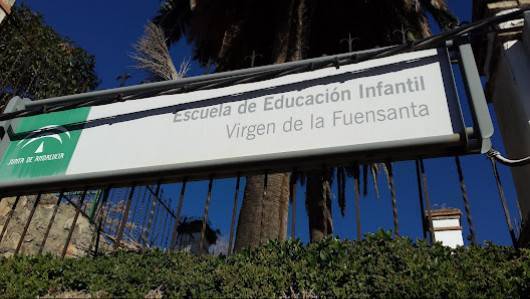 Escuela de Educación Infantil
Virgen de la Fuensanta
JUNTA DE ANDALUCIA